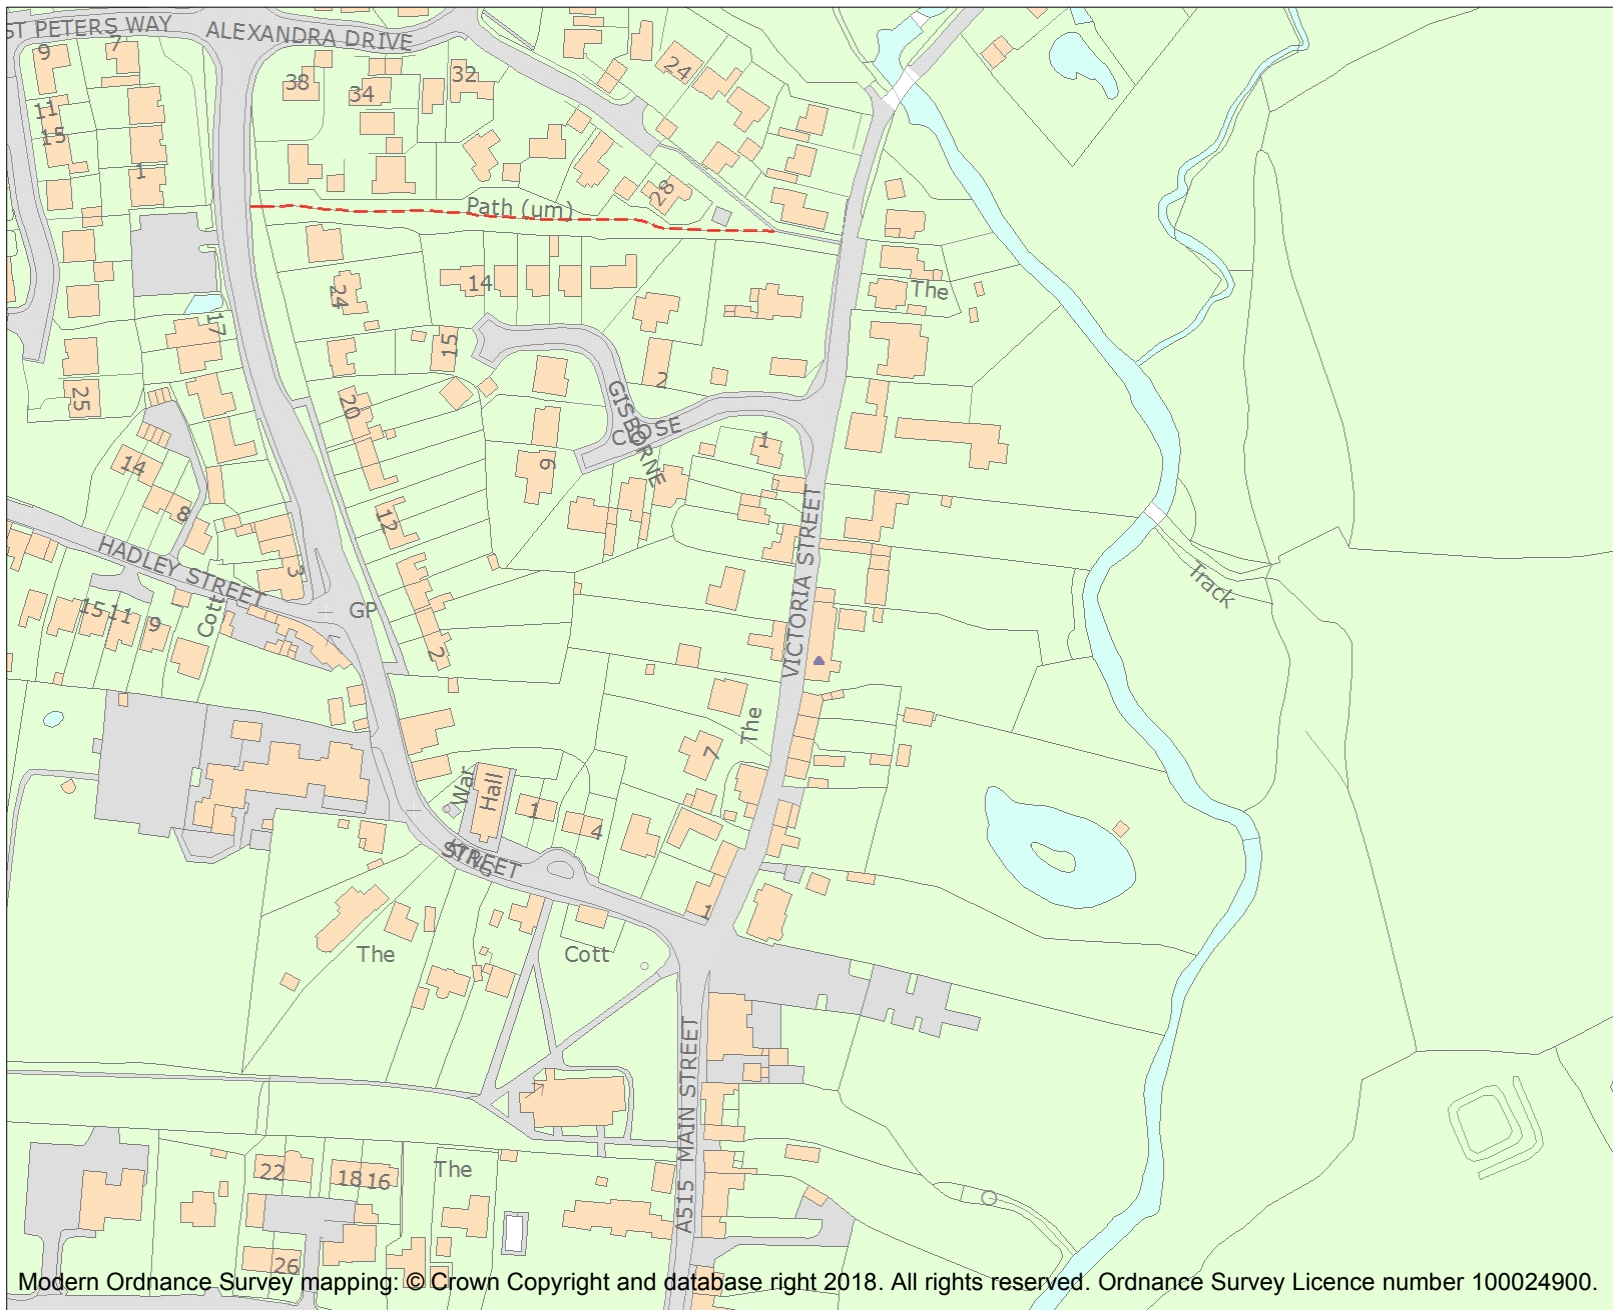 ST PETERS WAY
ALEXANDRA DRIVE
9
7
38
34
32
24
11
15
1
28
Path (um)
14
24
The
17
15
25
20
2
GISBORNE
CLOSE
1
14
9
8
12
VICTORIA STREET
HADLEY STREET
3
Track
15
11
9
Cott
GP
2
The
7
War
Hall
1
4
KING
STREET
1
The
Cott
A515 MAIN STREET
22
18
16
The
26
Modern Ordnance Survey mapping: © Crown Copyright and database right 2018. All rights reserved. Ordnance Survey Licence number 100024900.